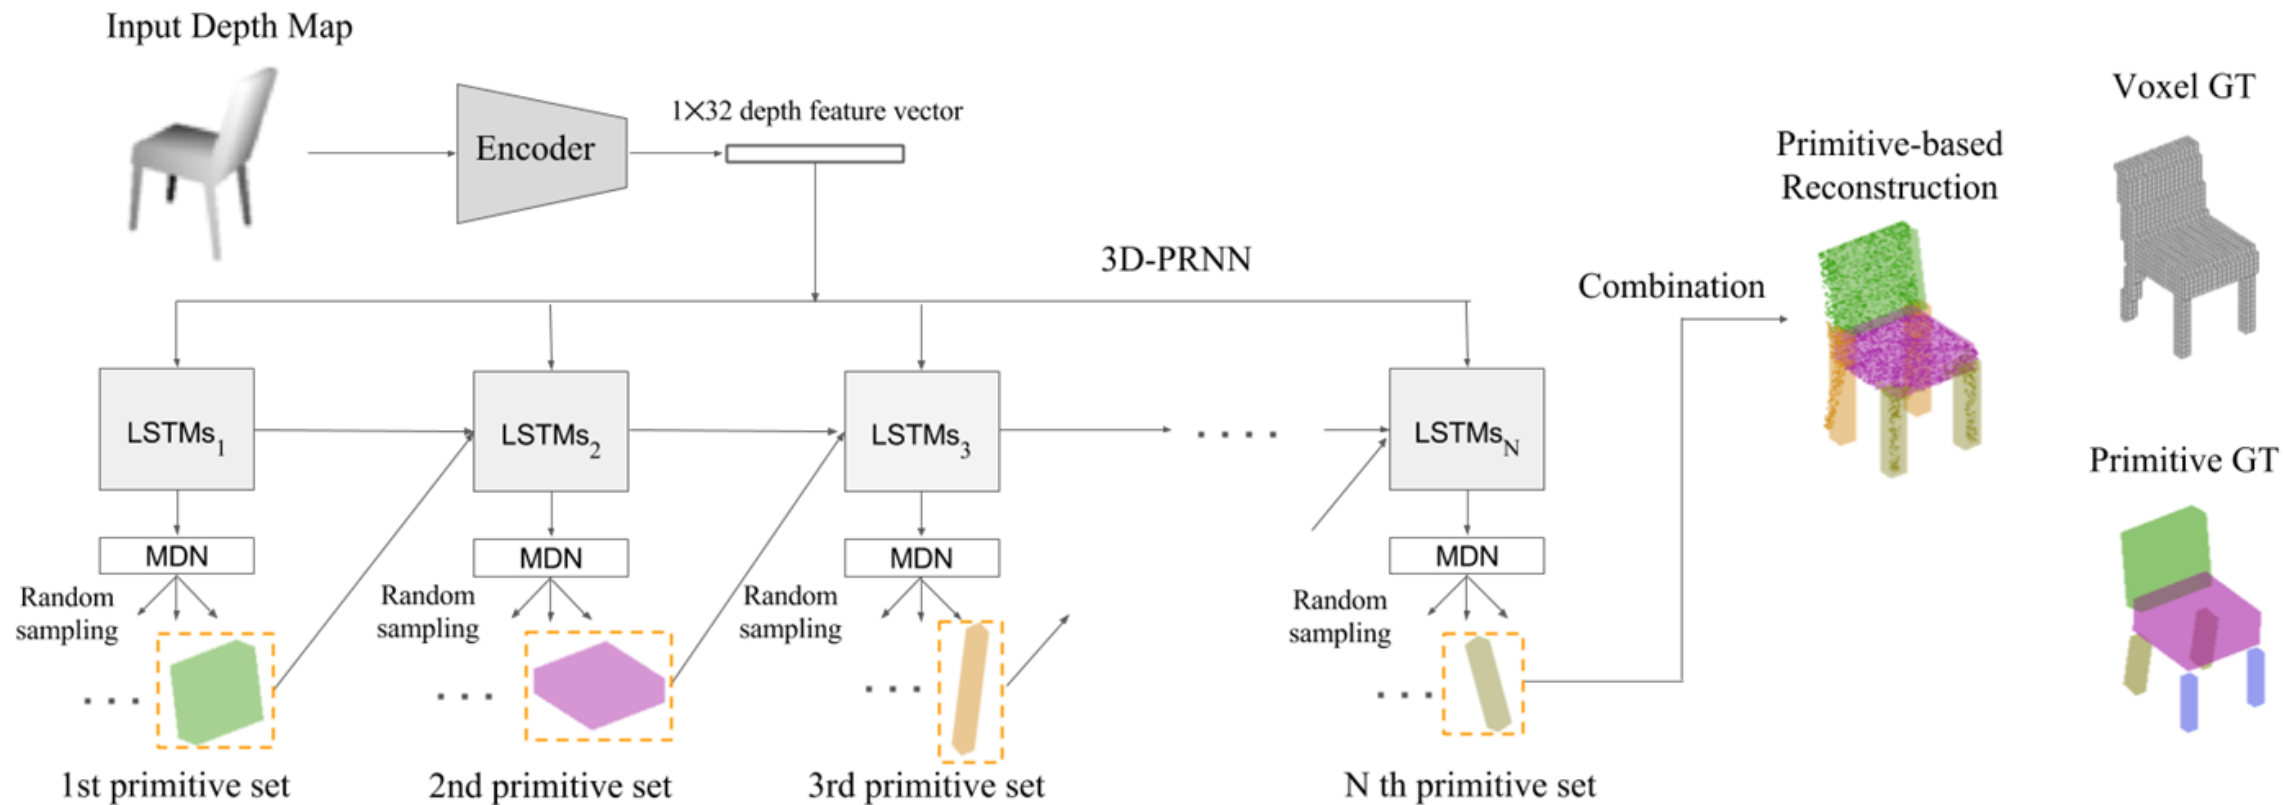 Input Depth Map
Encoder
1×32 depth feature vector
3D-PRNN
Combination
Primitive-based
Reconstruction
Voxel GT
Primitive GT
LSTMs1
LSTMs2
LSTMs3
. . . .
LSTMsN
MDN
MDN
MDN
MDN
Random
sampling
Random
sampling
Random
sampling
Random
sampling
. . .
. . .
. . .
. . .
1st primitive set
2nd primitive set
3rd primitive set
N th primitive set